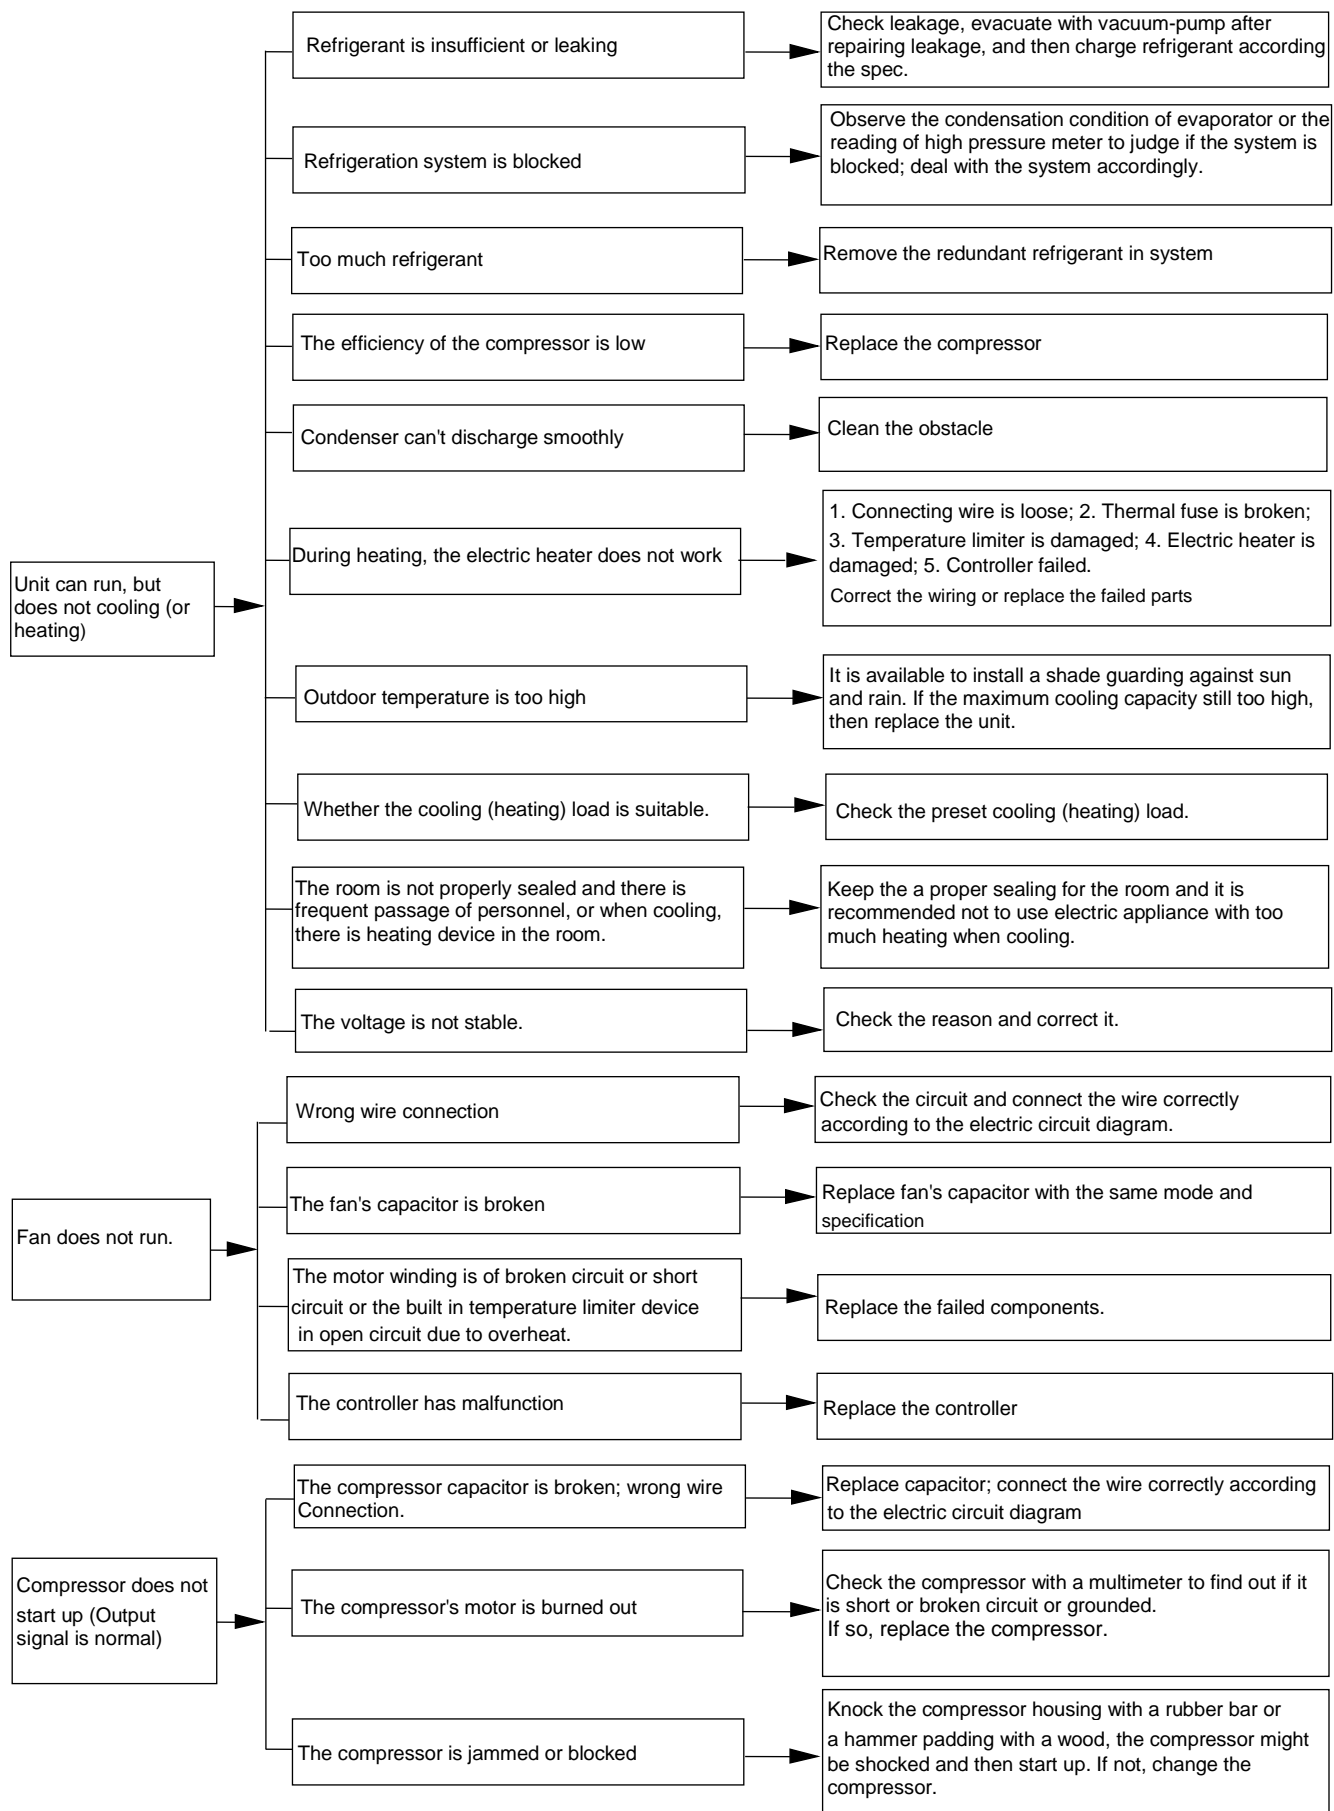 Refrigerant is insufficient or leaking
Check leakage, evacuate with vacuum-pump after
repairing leakage, and then charge refrigerant according
the spec.
Refrigeration system is blocked
Observe the condensation condition of evaporator or the
reading of high pressure meter to judge if the system is
blocked; deal with the system accordingly.
Too much refrigerant
Remove the redundant refrigerant in system
The efficiency of the compressor is low
Replace the compressor
Condenser can't discharge smoothly
Clean the obstacle
Unit can run, but
does not cooling (or
heating)
During heating, the electric heater does not work
1. Connecting wire is loose; 2. Thermal fuse is broken;
3. Temperature limiter is damaged; 4. Electric heater is
damaged; 5. Controller failed.
Correct the wiring or replace the failed parts
Outdoor temperature is too high
It is available to install a shade guarding against sun
and rain. If the maximum cooling capacity still too high,
then replace the unit.
Whether the cooling (heating) load is suitable.
Check the preset cooling (heating) load.
The room is not properly sealed and there is
frequent passage of personnel, or when cooling,
there is heating device in the room.
Keep the a proper sealing for the room and it is
recommended not to use electric appliance with too
much heating when cooling.
The voltage is not stable.
Check the reason and correct it.
Fan does not run.
Wrong wire connection
Check the circuit and connect the wire correctly
according to the electric circuit diagram.
The fan's capacitor is broken
Replace fan's capacitor with the same mode and
specification
The motor winding is of broken circuit or short
circuit or the built in temperature limiter device
in open circuit due to overheat.
Replace the failed components.
The controller has malfunction
Replace the controller
Compressor does not
start up (Output
signal is normal)
The compressor capacitor is broken; wrong wire
Connection.
Replace capacitor; connect the wire correctly according
to the electric circuit diagram
The compressor's motor is burned out
Check the compressor with a multimeter to find out if it
is short or broken circuit or grounded.
If so, replace the compressor.
The compressor is jammed or blocked
Knock the compressor housing with a rubber bar or
a hammer padding with a wood, the compressor might
be shocked and then start up. If not, change the
compressor.